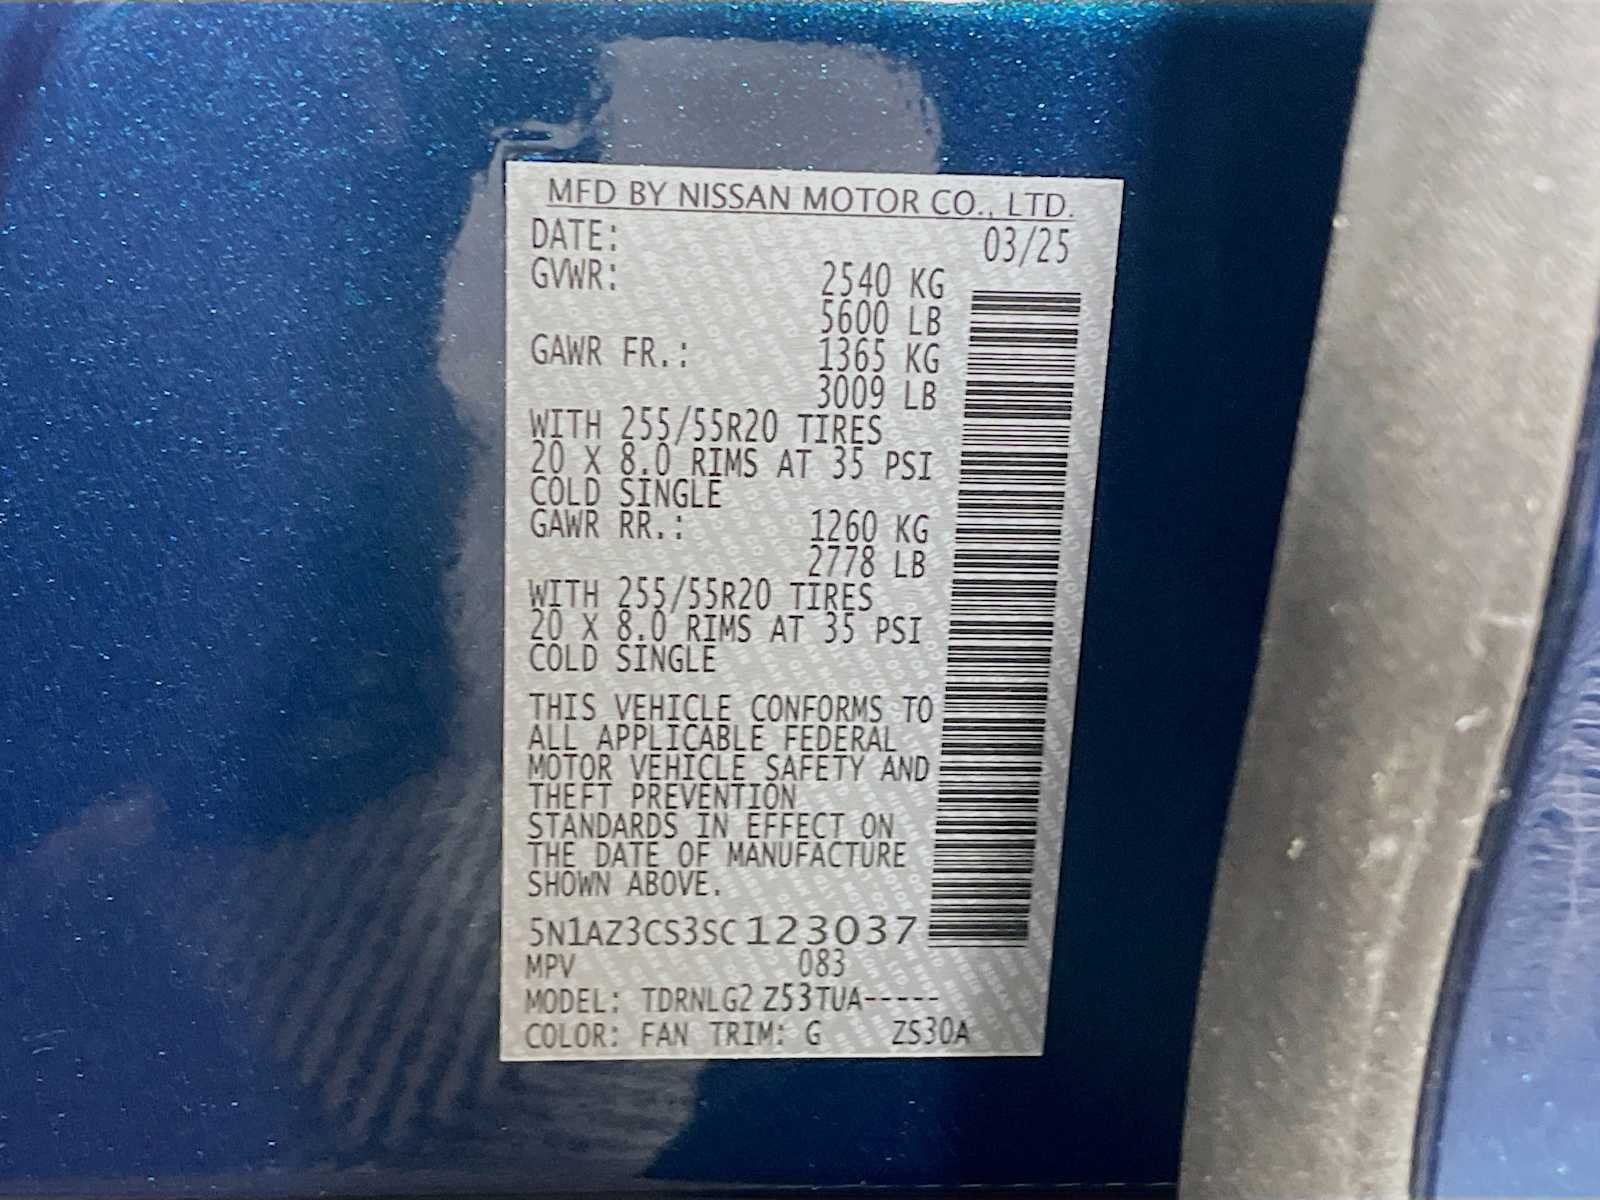 MFD BY NISSAN MOTOR CO., LTD.
DATE: 03/25
GVWR: 2540 KG
5600 LB
GAWR FR.: 1365 KG
3009 LB
WITH 255/55R20 TIRES
20 X 8.0 RIMS AT 35 PSI
COLD SINGLE
GAWR RR.: 1260 KG
2778 LB
WITH 255/55R20 TIRES
20 X 8.0 RIMS AT 35 PSI
COLD SINGLE
THIS VEHICLE CONFORMS TO
ALL APPLICABLE FEDERAL
MOTOR VEHICLE SAFETY AND
THEFT PREVENTION
STANDARDS IN EFFECT ON
THE DATE OF MANUFACTURE
SHOWN ABOVE.
5N1AZ3CS3SC123037
MPV 083
MODEL: TDRNLG2 Z53TUA-----
COLOR: FAN TRIM: G ZS30A